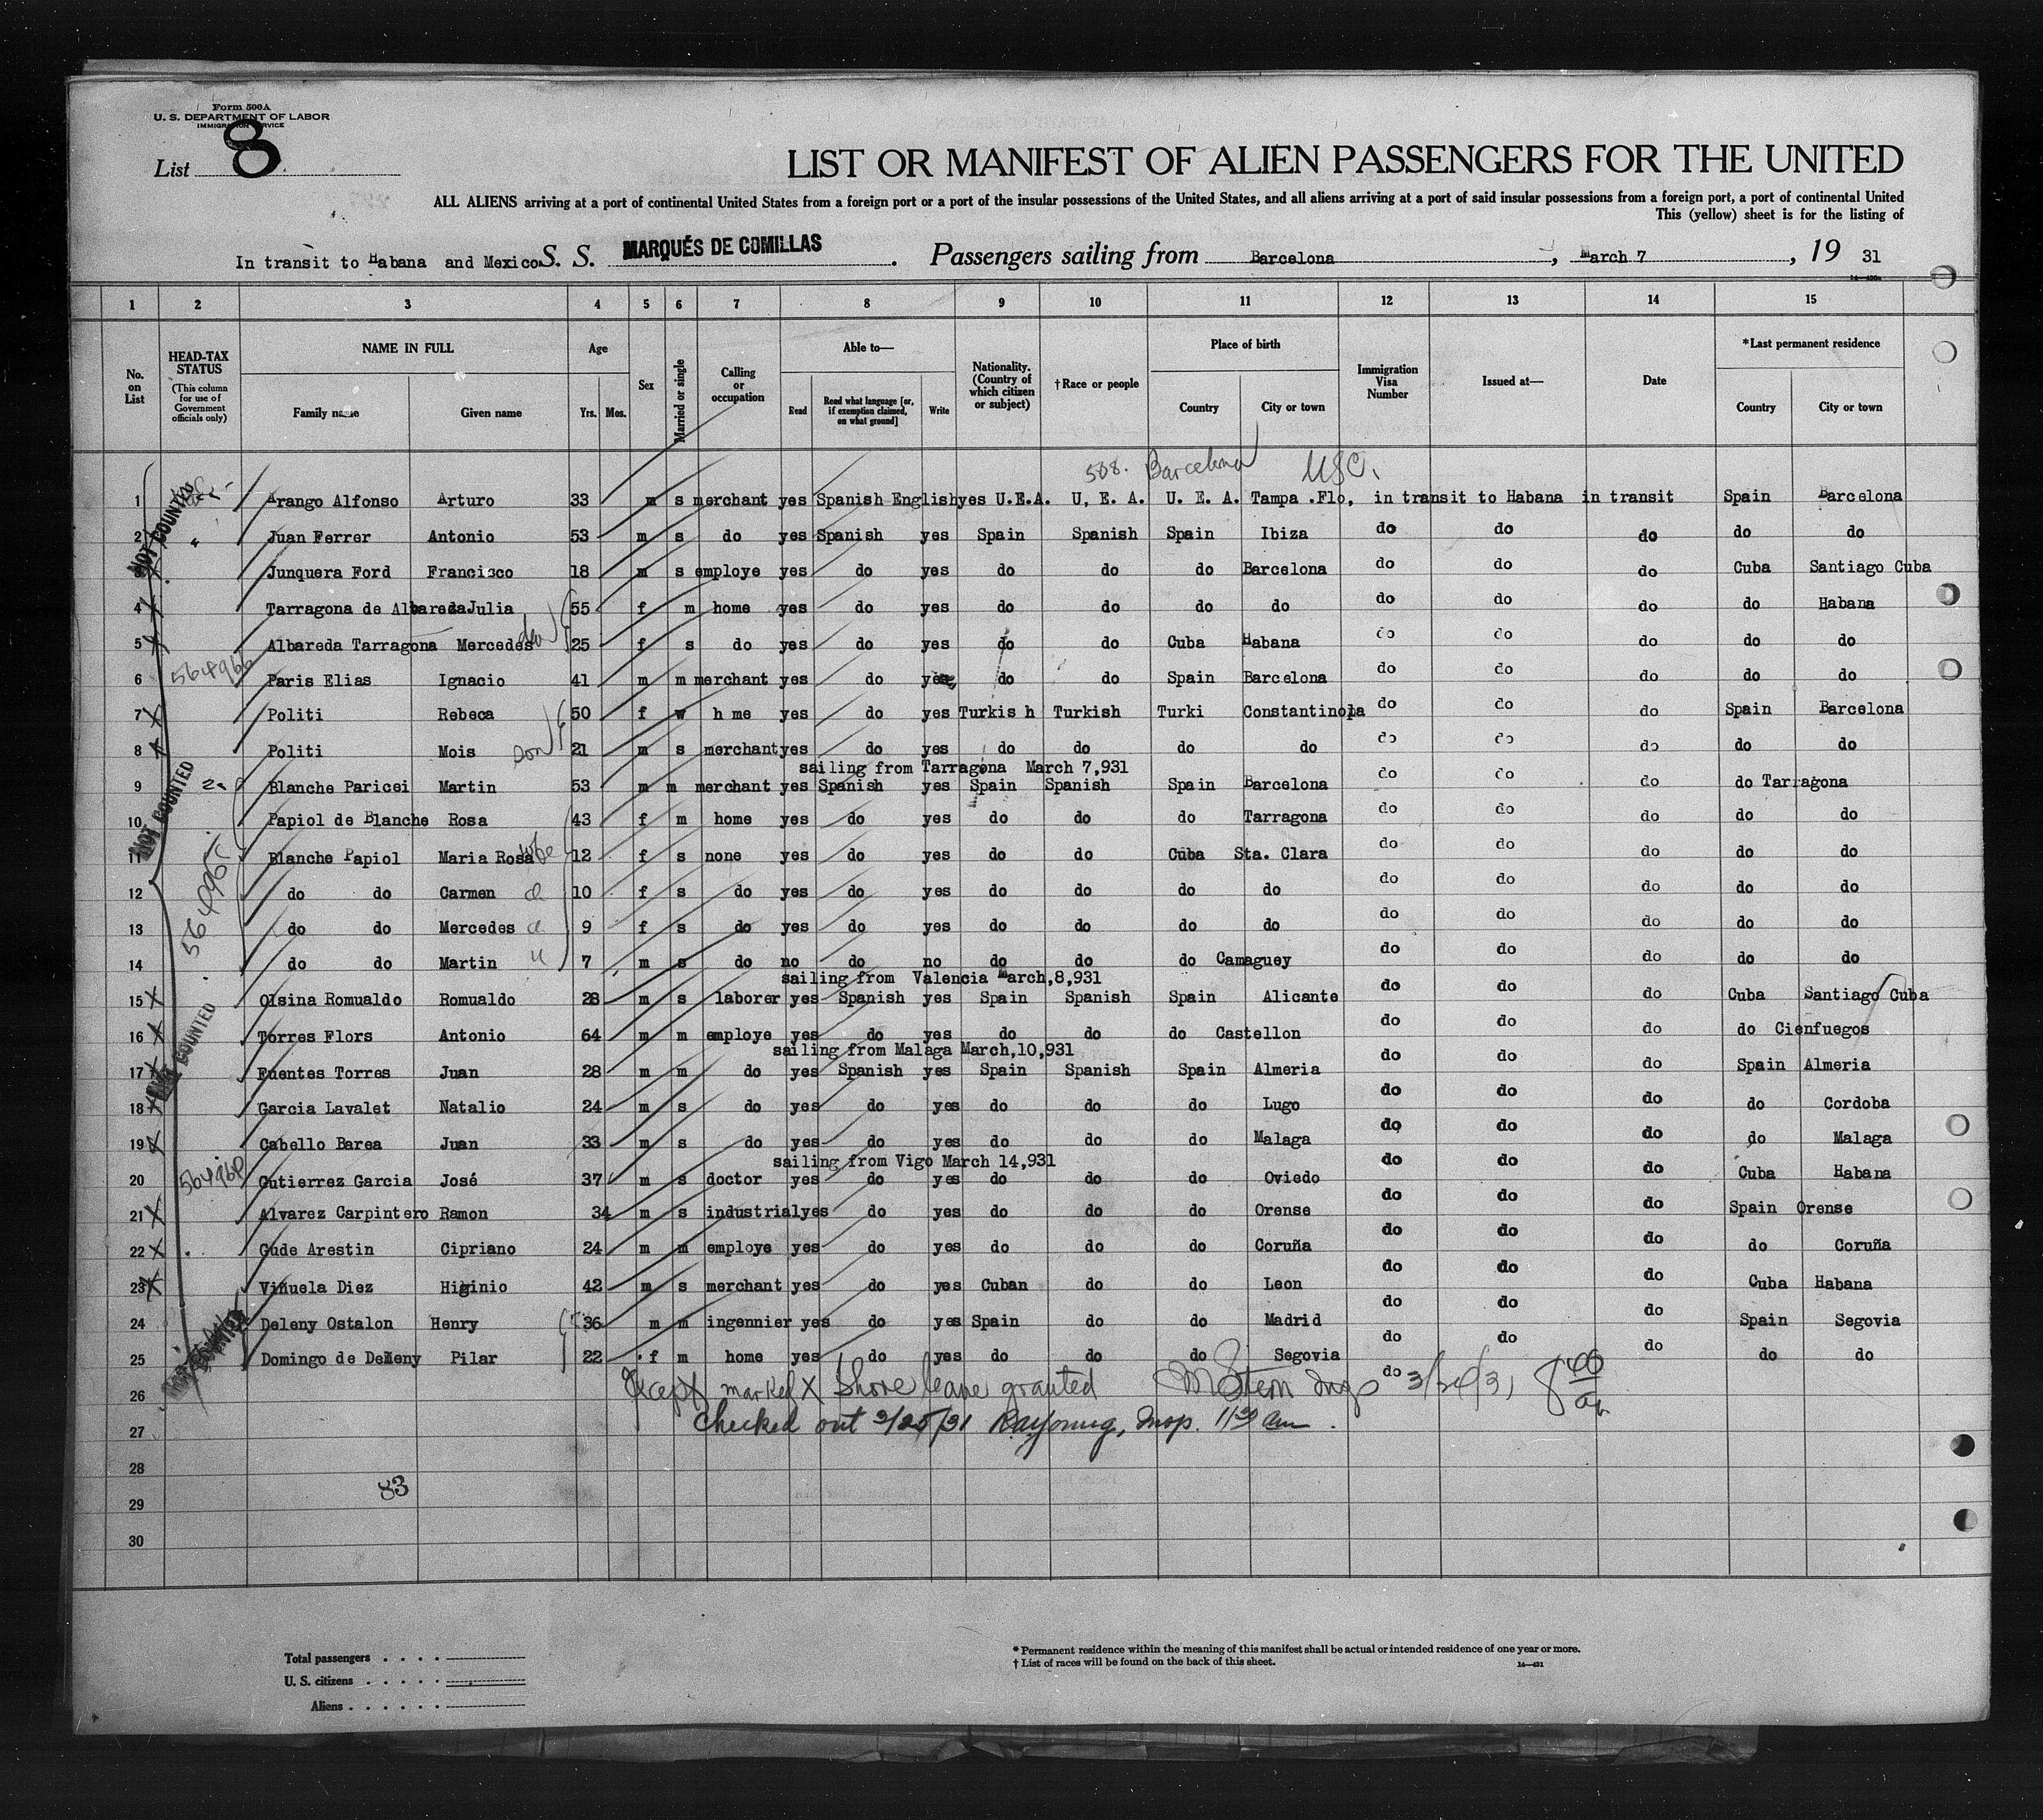 Form 500A
U. S. DEPARTMENT OF LABOR
IMMIGRATION SERVICE
List 8
LIST OR MANIFEST OF ALIEN PASSENGERS FOR THE UNITED
ALL ALIENS arriving at a port of continental United States from a foreign port or a port of the insular possessions of the United States, and all aliens arriving at a port of said insular possessions from a foreign port, a port of continental United
This (yellow) sheet is for the listing of
In transit to Habana and Mexico S. S. MARQUÉS DE COMILLAS. Passengers sailing from Barcelona, March 7, 19 31
1 2 3 4 5 6 7 8 9 10 11 12 13 14 15
No. on List
HEAD-TAX STATUS
(This column for use of Government officials only)
NAME IN FULL
Family name Given name
Age
Yrs. Mos.
Sex
Married or single
Calling or occupation
Able to—
Read Read what language [or, if exemption claimed, on what ground] Write
Nationality. (Country of which citizen or subject)
†Race or people
Place of birth
Country City or town
Immigration Visa Number
Issued at—
Date
*Last permanent residence
Country City or town
508. Barcelona USC.
1 Arango Alfonso Arturo 33 m s merchant yes Spanish English yes U.E.A. U, E. A. U. E. A. Tampa .Flo, in transit to Habana in transit Spain Barcelona
2 Juan Ferrer Antonio 53 m s do yes Spanish yes Spain Spanish Spain Ibiza do do do do do
3 Junquera Ford Francisco 18 m s employe yes do yes do do do Barcelona do do do Cuba Santiago Cuba
4 Tarragona de Albareda Julia 55 f m home yes do yes do do do do do do do do Habana
5 Albareda Tarragona Mercedes dau 25 f s do yes do yes do do Cuba Habana do do do do do
6 564966 Paris Elias Ignacio 41 m m merchant yes do yes do do Spain Barcelona do do do do do
7 Politi Rebeca 50 f w h me yes do yes Turkis h Turkish Turki Constantinola do do do Spain Barcelona
8 Politi Mois son 21 m s merchant yes do yes do do do do do do do do do
sailing from Tarragona March 7,931
9 Blanche Paricei Martin 53 m m merchant yes Spanish yes Spain Spanish Spain Barcelona do do do do Tarragona
10 Papiol de Blanche Rosa 43 f m home yes do yes do do do Tarragona do do do do do
11 Blanche Papiol Maria Rosa 12 f s none yes do yes do do Cuba Sta. Clara do do do do do
12 do do Carmen 10 f s do yes do yes do do do do do do do do do
13 do do Mercedes 9 f s do yes do yes do do do do do do do do do
14 do do Martin 7 m s do no do no do do do Camaguey do do do do do
sailing from Valencia March,8,931
15 Olsina Romualdo Romualdo 28 m s laborer yes Spanish yes Spain Spanish Spain Alicante do do do Cuba Santiago Cuba
16 Torres Flors Antonio 64 m m employe yes do yes do do do Castellon do do do do Cienfuegos
sailing from Malaga March,10,931
17 Fuentes Torres Juan 28 m m do yes Spanish yes Spain Spanish Spain Almeria do do do Spain Almeria
18 Garcia Lavalet Natalio 24 m s do yes do yes do do do Lugo do do do do Cordoba
19 Cabello Barea Juan 33 m s do yes do yes do do do Malaga do do do do Malaga
sailing from Vigo March 14,931
20 Gutierrez Garcia José 37 m s doctor yes do yes do do do Oviedo do do do Cuba Habana
21 Alvarez Carpintero Ramon 34 m s industrial yes do yes do do do Orense do do do Spain Orense
22 Gude Arestin Cipriano 24 m m employe yes do yes do do do Coruña do do do do Coruña
23 Viñuela Diez Higinio 42 m s merchant yes do yes Cuban do do Leon do do do Cuba Habana
24 Deleny Ostalon Henry 36 m m ingennier yes do yes Spain do do Madrid do do do Spain Segovia
25 Domingo de Deleny Pilar 22 f m home yes do yes do do do Segovia do do do do do
26 Except marked X Shore leave granted do
27 Checked out 3/25/31 Insp. 11 30 am.
28
29 83
30
NOT COUNTED
NOT COUNTED
NOT COUNTED
Total passengers
U. S. citizens
Aliens
* Permanent residence within the meaning of this manifest shall be actual or intended residence of one year or more.
† List of races will be found on the back of this sheet.
14—431